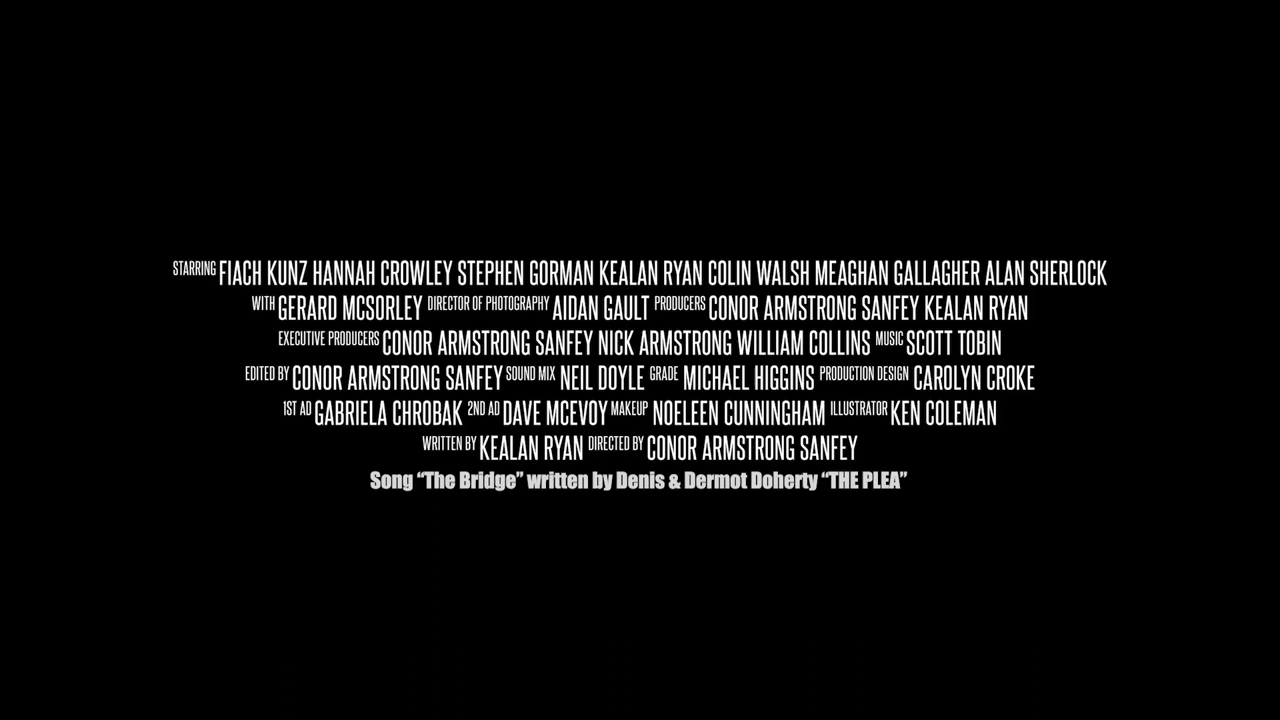 STARRING FIACH KUNZ HANNAH CROWLEY STEPHEN GORMAN KEALAN RYAN COLIN WALSH MEAGHAN GALLAGHER ALAN SHERLOCK
WITH GERARD MCSORLEY DIRECTOR OF PHOTOGRAPHY AIDAN GAULT PRODUCERS CONOR ARMSTRONG SANFEY KEALAN RYAN
EXECUTIVE PRODUCERS CONOR ARMSTRONG SANFEY NICK ARMSTRONG WILLIAM COLLINS MUSIC SCOTT TOBIN
EDITED BY CONOR ARMSTRONG SANFEY SOUND MIX NEIL DOYLE GRADE MICHAEL HIGGINS PRODUCTION DESIGN CAROLYN CROKE
1ST AD GABRIELA CHROBAK 2ND AD DAVE MCEVOY MAKEUP NOELEEN CUNNINGHAM ILLUSTRATOR KEN COLEMAN
WRITTEN BY KEALAN RYAN DIRECTED BY CONOR ARMSTRONG SANFEY
Song “The Bridge” written by Denis & Dermot Doherty “THE PLEA”